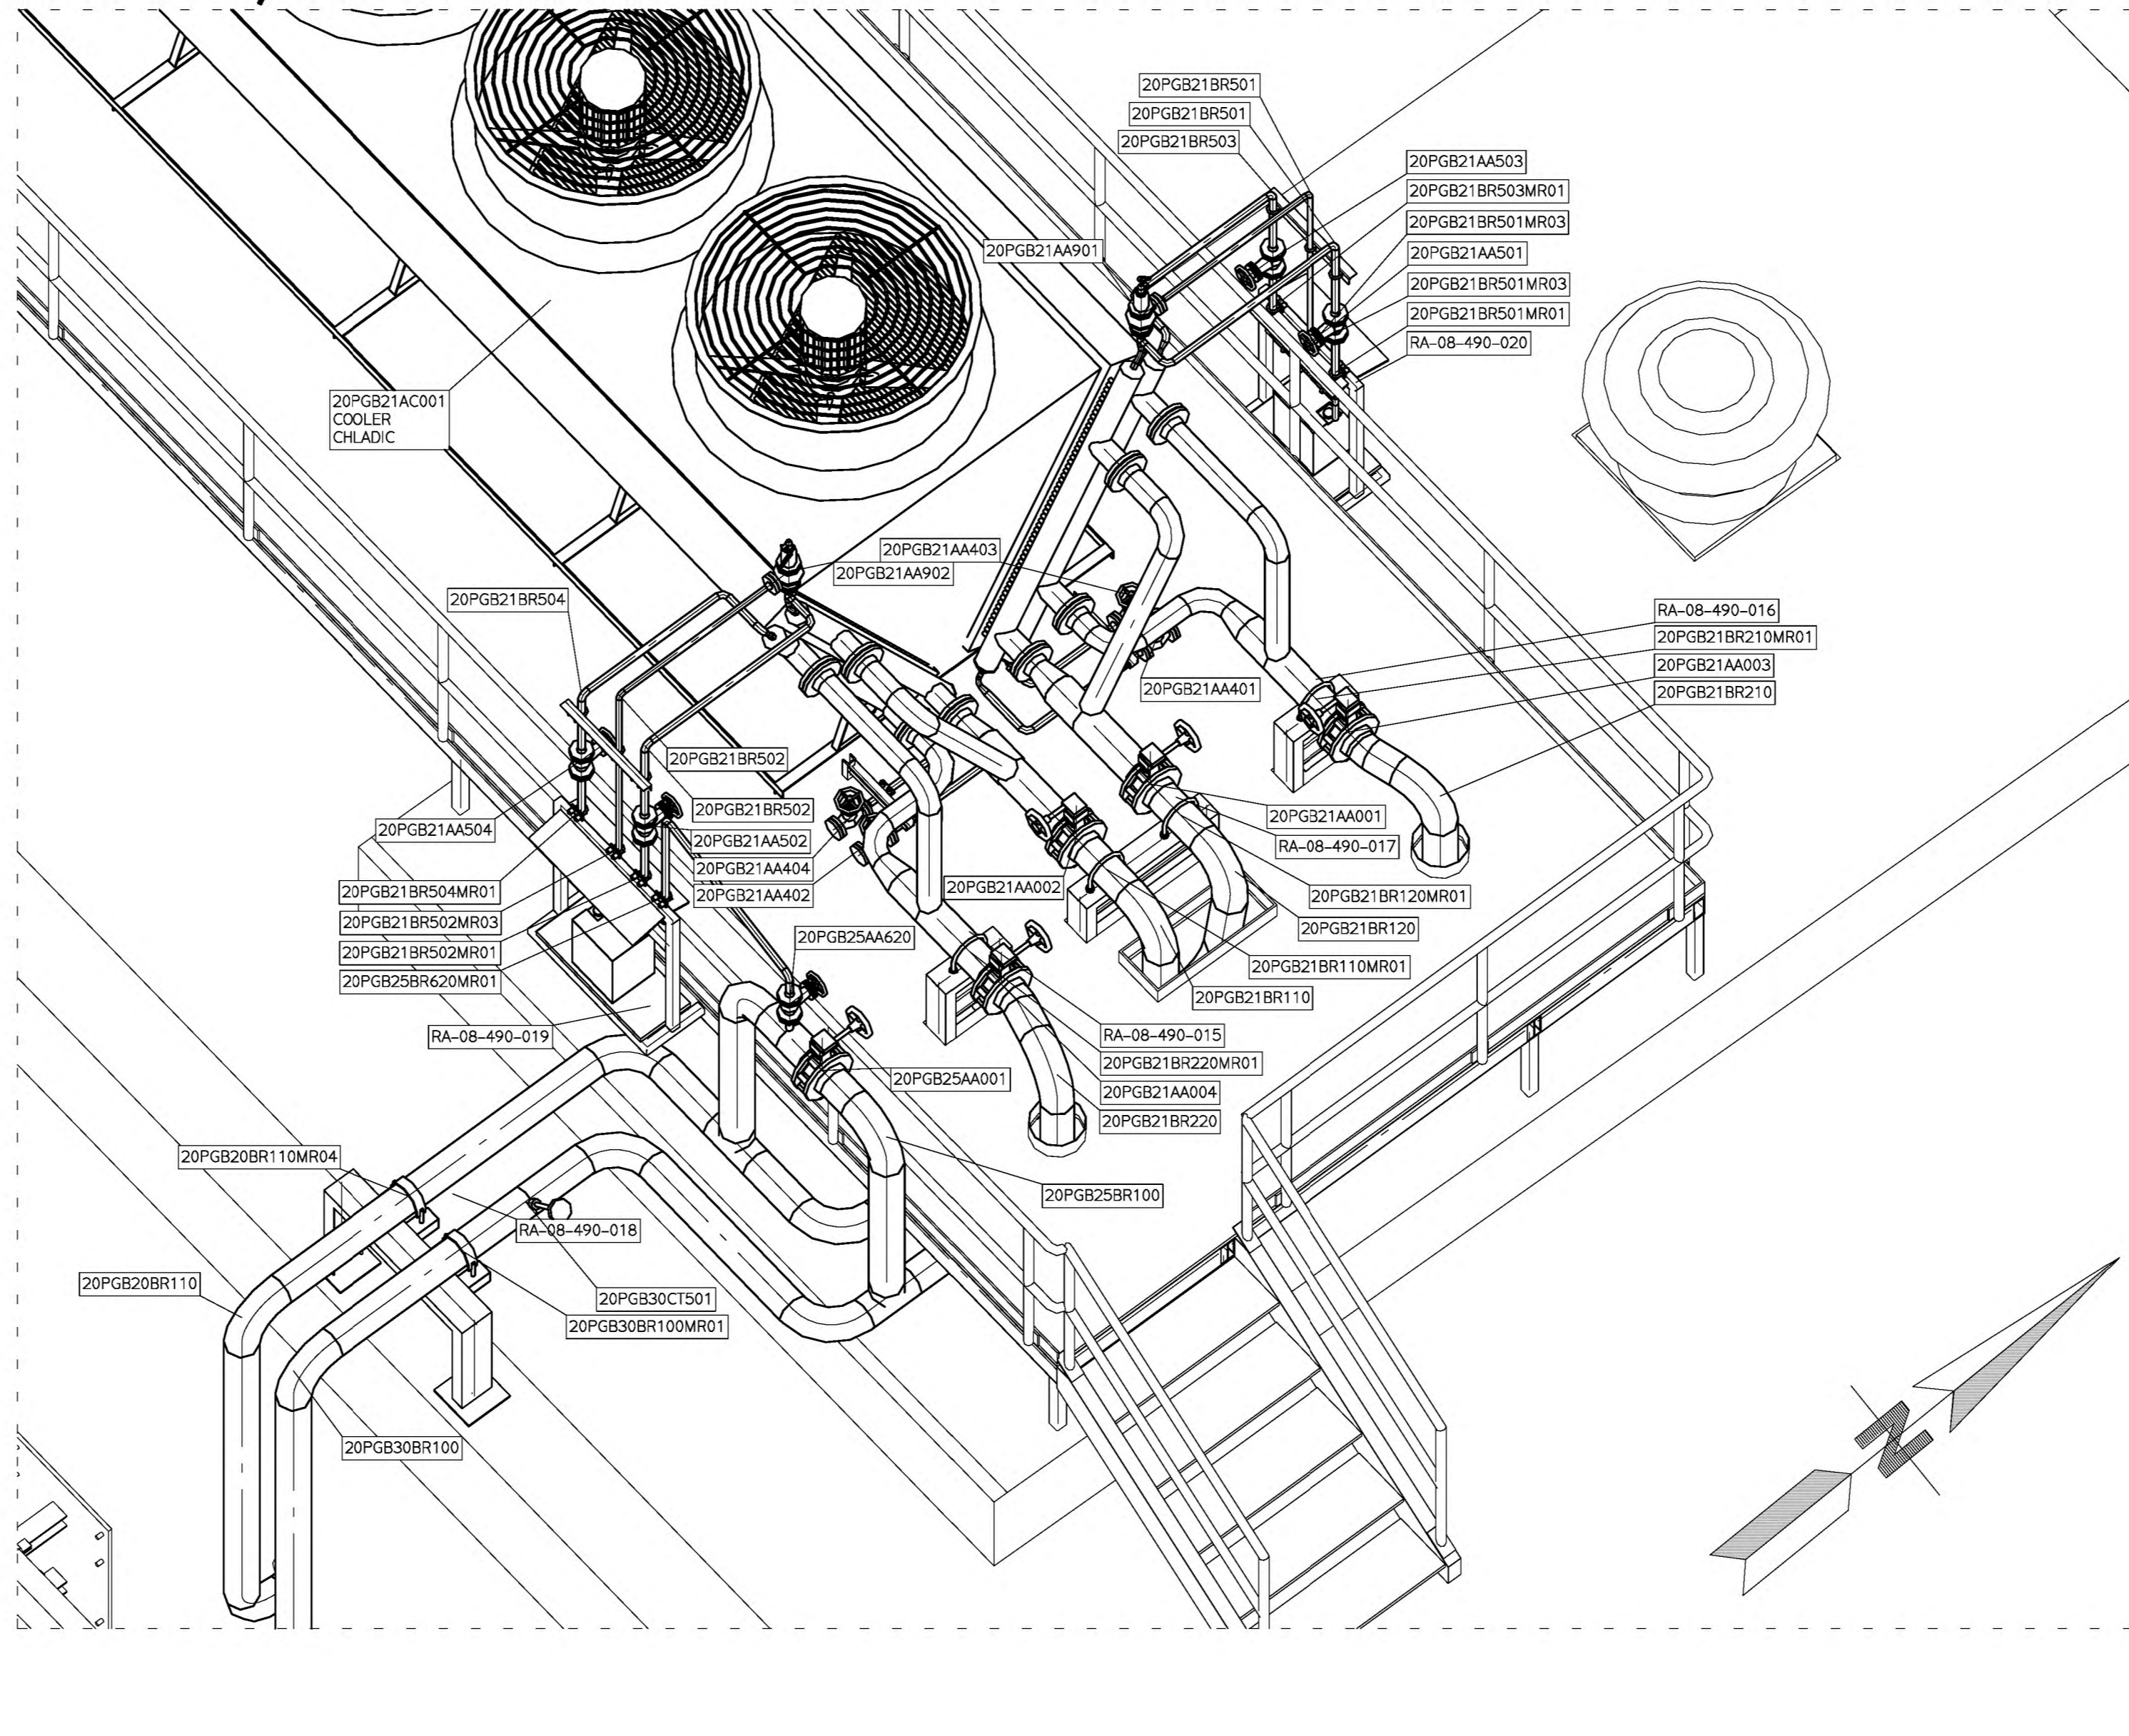 20PGB21BR501
20PGB21BR501
20PGB21BR503
20PGB21AA503
20PGB21BR503MR01
20PGB21BR501MR03
20PGB21AA501
20PGB21BR501MR03
20PGB21BR501MR01
RA-08-490-020
20PGB21AA901
20PGB21AC001
COOLER
CHLADIC
20PGB21AA403
20PGB21AA902
20PGB21BR504
RA-08-490-016
20PGB21BR210MR01
20PGB21AA003
20PGB21BR210
20PGB21AA401
20PGB21BR502
20PGB21BR502
20PGB21AA504
20PGB21AA502
20PGB21AA404
20PGB21AA402
20PGB21AA001
RA-08-490-017
20PGB21AA002
20PGB21BR120MR01
20PGB21BR120
20PGB21BR504MR01
20PGB21BR502MR03
20PGB21BR502MR01
20PGB25BR620MR01
20PGB25AA620
20PGB21BR110MR01
20PGB21BR110
RA-08-490-019
RA-08-490-015
20PGB21BR220MR01
20PGB21AA004
20PGB21BR220
20PGB25AA001
20PGB20BR110MR04
20PGB25BR100
RA-08-490-018
20PGB20BR110
20PGB30CT501
20PGB30BR100MR01
20PGB30BR100
N